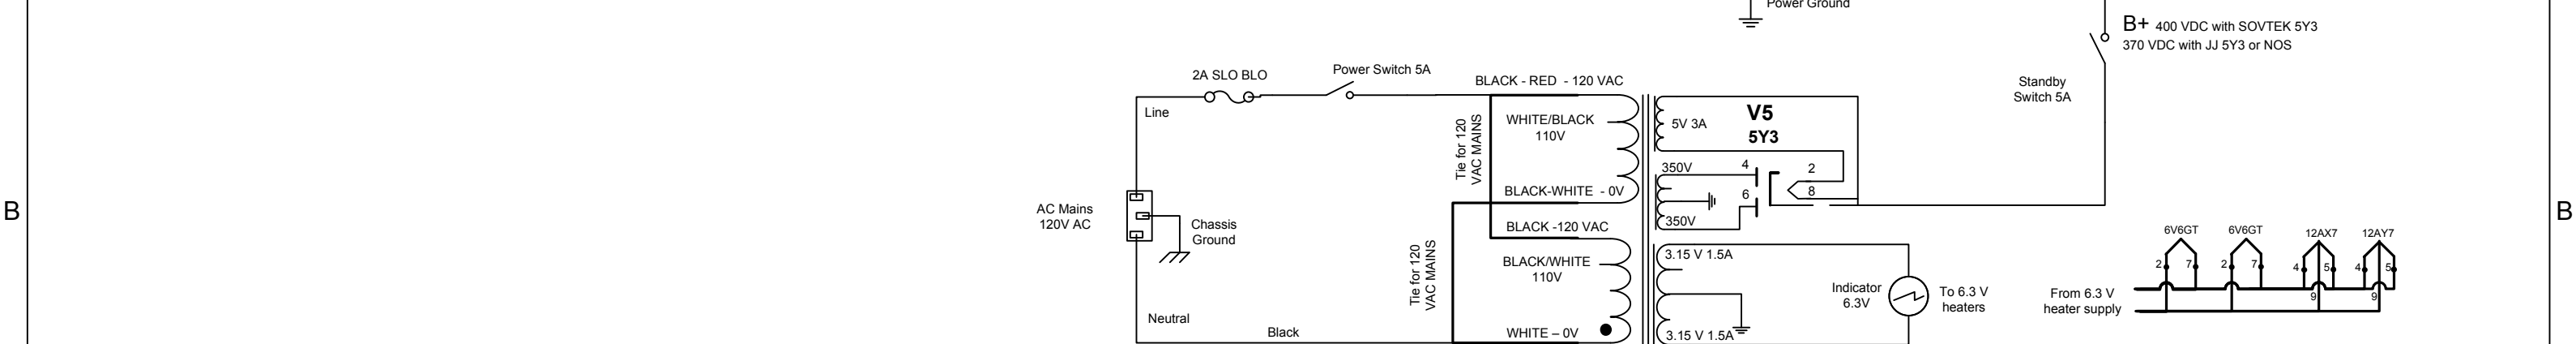 Power Ground
B+ 400 VDC with SOVTEK 5Y3
370 VDC with JJ 5Y3 or NOS
2A SLO BLO
Power Switch 5A
BLACK - RED - 120 VAC
Standby
Switch 5A
Line
Tie for 120
VAC MAINS
WHITE/BLACK
110V
5V 3A
V5
5Y3
350V
4
2
BLACK-WHITE - 0V
6
8
350V
B
AC Mains
120V AC
Chassis
Ground
BLACK -120 VAC
B
6V6GT
6V6GT
12AX7
12AY7
Tie for 120
VAC MAINS
BLACK/WHITE
110V
3.15 V 1.5A
2
7
2
7
4
5
4
5
Indicator
6.3V
To 6.3 V
heaters
From 6.3 V
heater supply
9
9
Neutral
Black
WHITE – 0V
3.15 V 1.5A